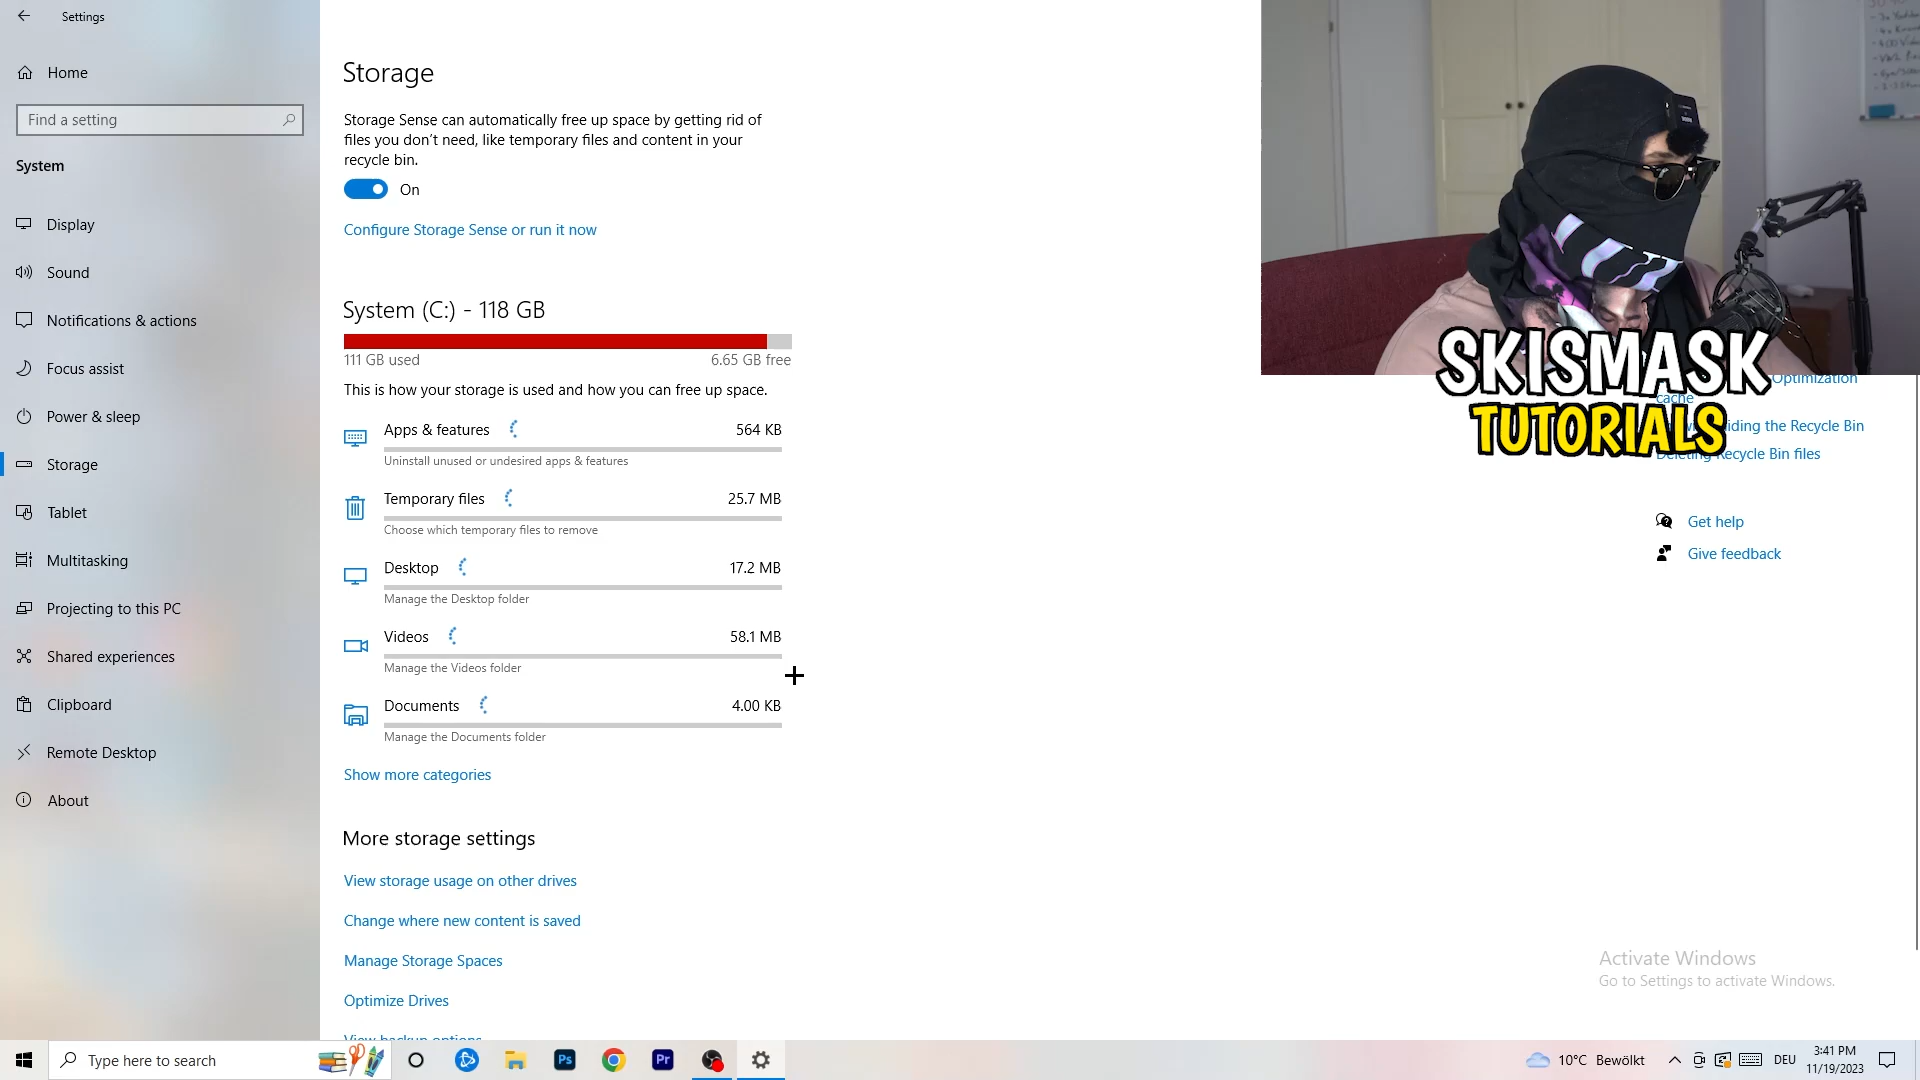 Settings
Home
Find a setting
System
Display
Sound
Notifications & actions
Focus assist
Power & sleep
Storage
Tablet
Multitasking
Projecting to this PC
Shared experiences
Clipboard
Remote Desktop
About
Storage
Storage Sense can automatically free up space by getting rid of
files you don't need, like temporary files and content in your
recycle bin.
On
Configure Storage Sense or run it now
System (C:) - 118 GB
111 GB used 6.65 GB free
This is how your storage is used and how you can free up space.
Apps & features 564 KB
Uninstall unused or undesired apps & features
Temporary files 25.7 MB
Choose which temporary files to remove
Desktop 17.2 MB
Manage the Desktop folder
Videos 58.1 MB
Manage the Videos folder
Documents 4.00 KB
Manage the Documents folder
Show more categories
More storage settings
View storage usage on other drives
Change where new content is saved
Manage Storage Spaces
Optimize Drives
View backup options
SKISMASK
TUTORIALS
Optimization
cache
the Recycle Bin
Recycle Bin files
Get help
Give feedback
Activate Windows
Go to Settings to activate Windows.
Type here to search
Ps
Pr
10°C Bewölkt
DEU
3:41 PM
11/19/2023